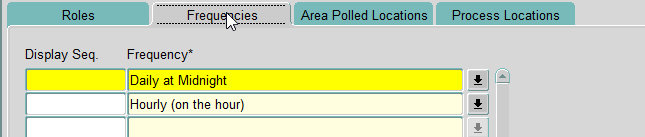 Roles Frequencies Area Polled Locations Process Locations
Display Seq. Frequency*
Daily at Midnight
Hourly (on the hour)